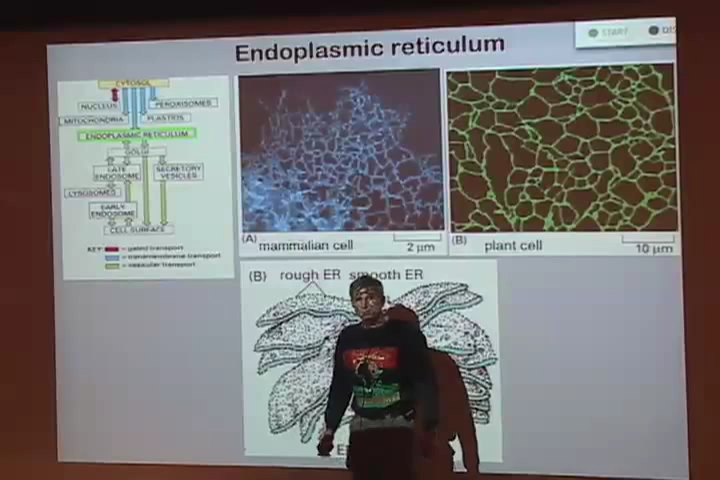 Endoplasmic reticulum
START
CYTOSOL
NUCLEUS
PEROXISOMES
MITOCHONDRIA
PLASTIDS
ENDOPLASMIC RETICULUM
GOLGI
LATE
ENDOSOME
SECRETORY
VESICLES
LYSOSOMES
EARLY
ENDOSOME
CELL SURFACE
KEY:
= gated transport
= transmembrane transport
= vesicular transport
(A)
mammalian cell
2 µm
(B)
plant cell
10 µm
(B) rough ER smooth ER